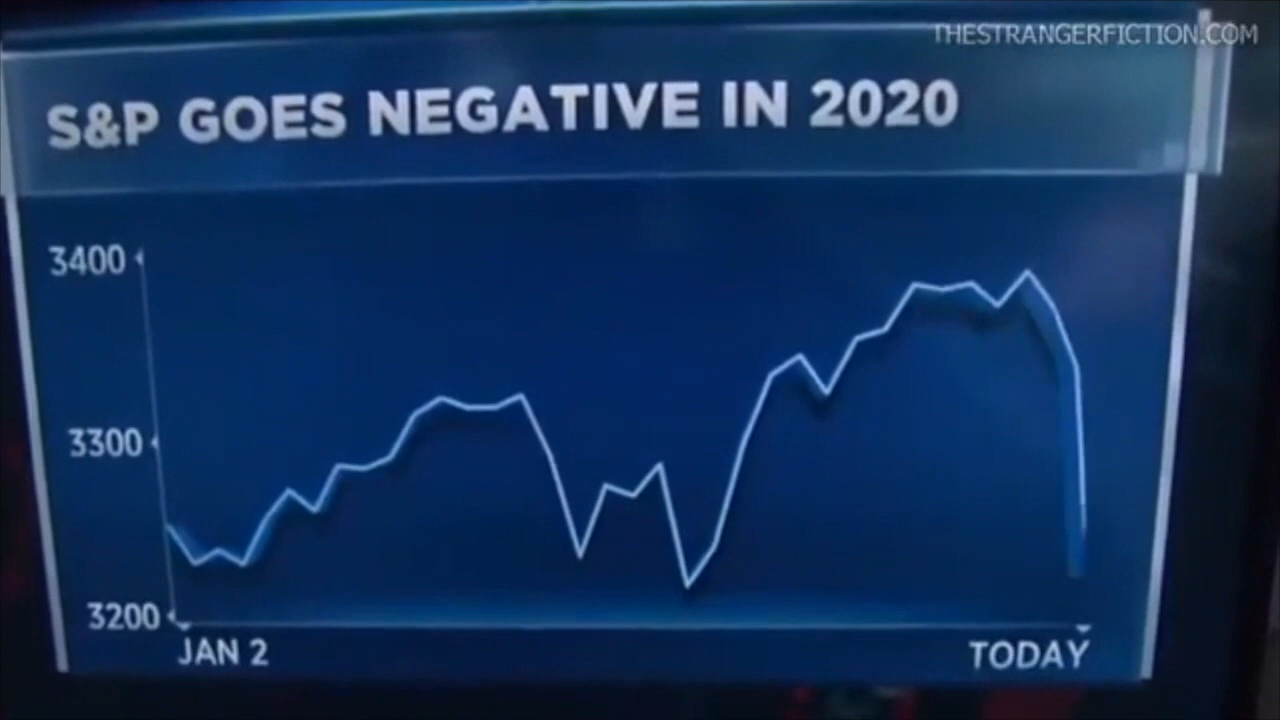 THESTRANGERFICTION.COM
S&P GOES NEGATIVE IN 2020
3400
3300
3200
JAN 2
TODAY